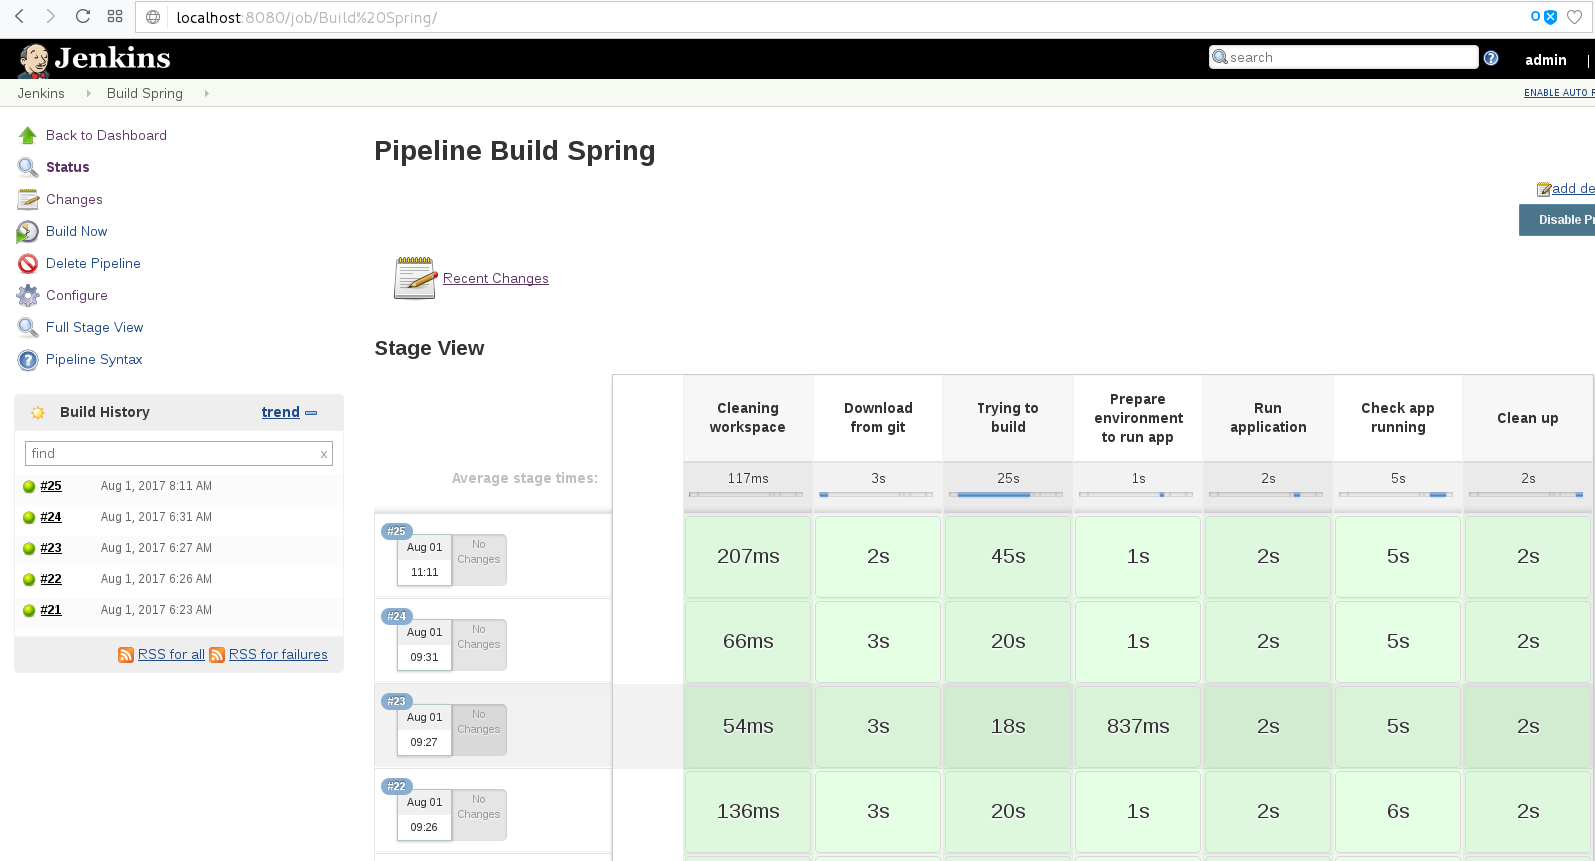 localhost:8080/job/Build%20Spring/
0
Jenkins
search
admin
|
Jenkins
Build Spring
ENABLE AUTO R
Back to Dashboard
Status
Changes
Build Now
Delete Pipeline
Configure
Full Stage View
Pipeline Syntax
Build History
trend
find
x
#25 Aug 1, 2017 8:11 AM
#24 Aug 1, 2017 6:31 AM
#23 Aug 1, 2017 6:27 AM
#22 Aug 1, 2017 6:26 AM
#21 Aug 1, 2017 6:23 AM
RSS for all RSS for failures
Pipeline Build Spring
add de
Disable Pr
Recent Changes
Stage View
Cleaning
workspace
Download
from git
Trying to
build
Prepare
environment
to run app
Run
application
Check app
running
Clean up
Average stage times:
117ms 3s 25s 1s 2s 5s 2s
#25
Aug 01
11:11
No
Changes
207ms 2s 45s 1s 2s 5s 2s
#24
Aug 01
09:31
No
Changes
66ms 3s 20s 1s 2s 5s 2s
#23
Aug 01
09:27
No
Changes
54ms 3s 18s 837ms 2s 5s 2s
#22
Aug 01
09:26
No
Changes
136ms 3s 20s 1s 2s 6s 2s